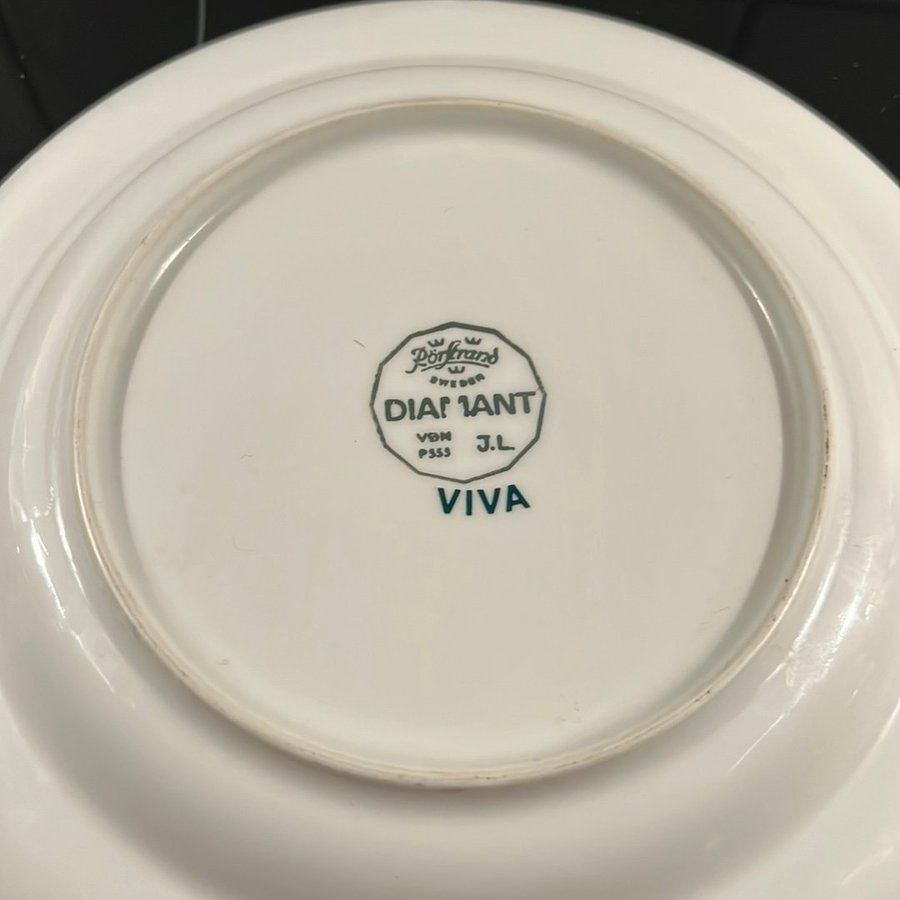 Rörstrand
SWEDEN
DIAMANT
VDN J.L.
P353
VIVA